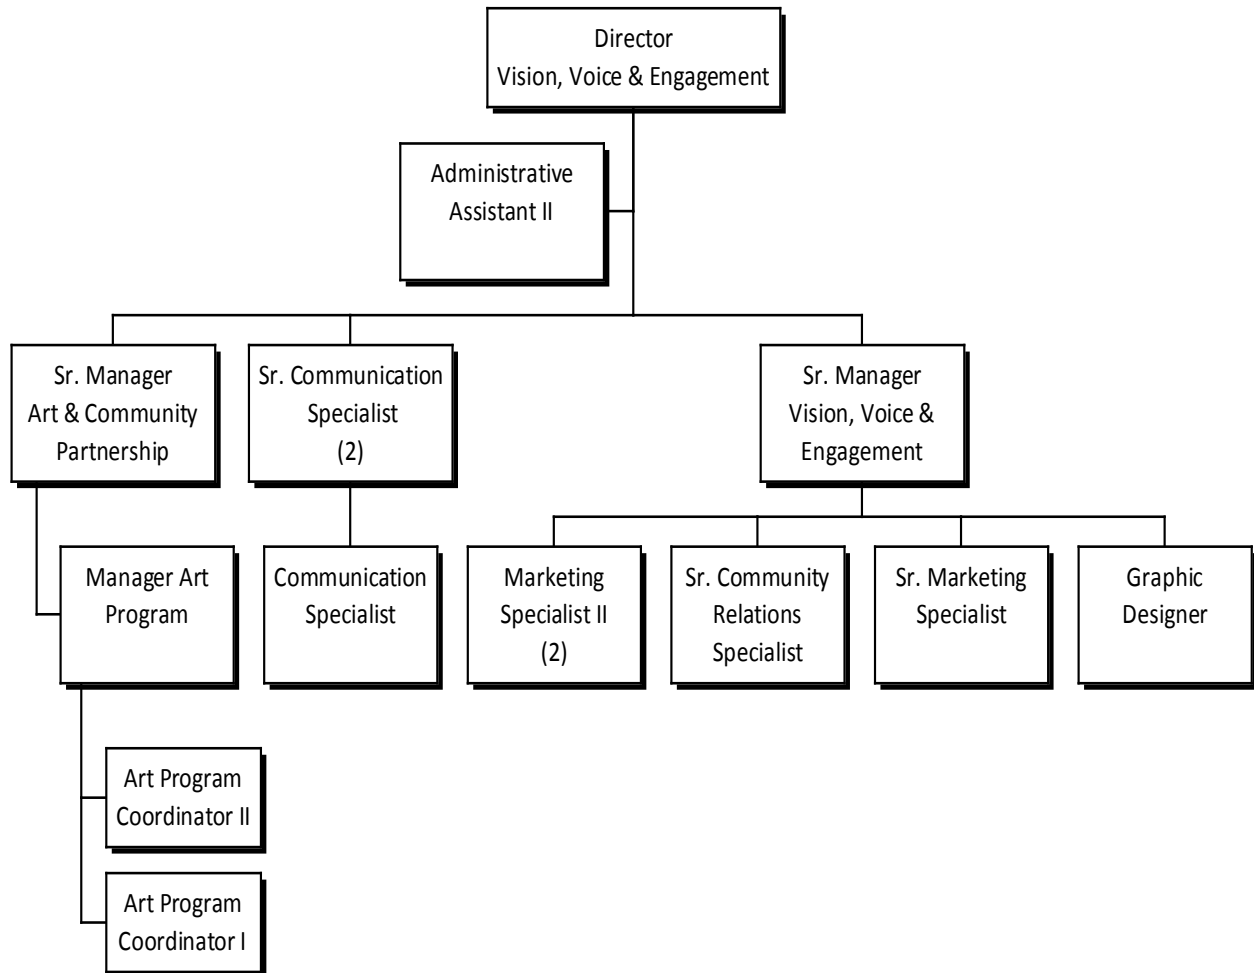 Director
Vision, Voice & Engagement
Administrative
Assistant II
Sr. Manager
Art & Community
Partnership
Sr. Communication
Specialist
(2)
Sr. Manager
Vision, Voice &
Engagement
Manager Art
Program
Communication
Specialist
Marketing
Specialist II
(2)
Sr. Community
Relations
Specialist
Sr. Marketing
Specialist
Graphic
Designer
Art Program
Coordinator II
Art Program
Coordinator I